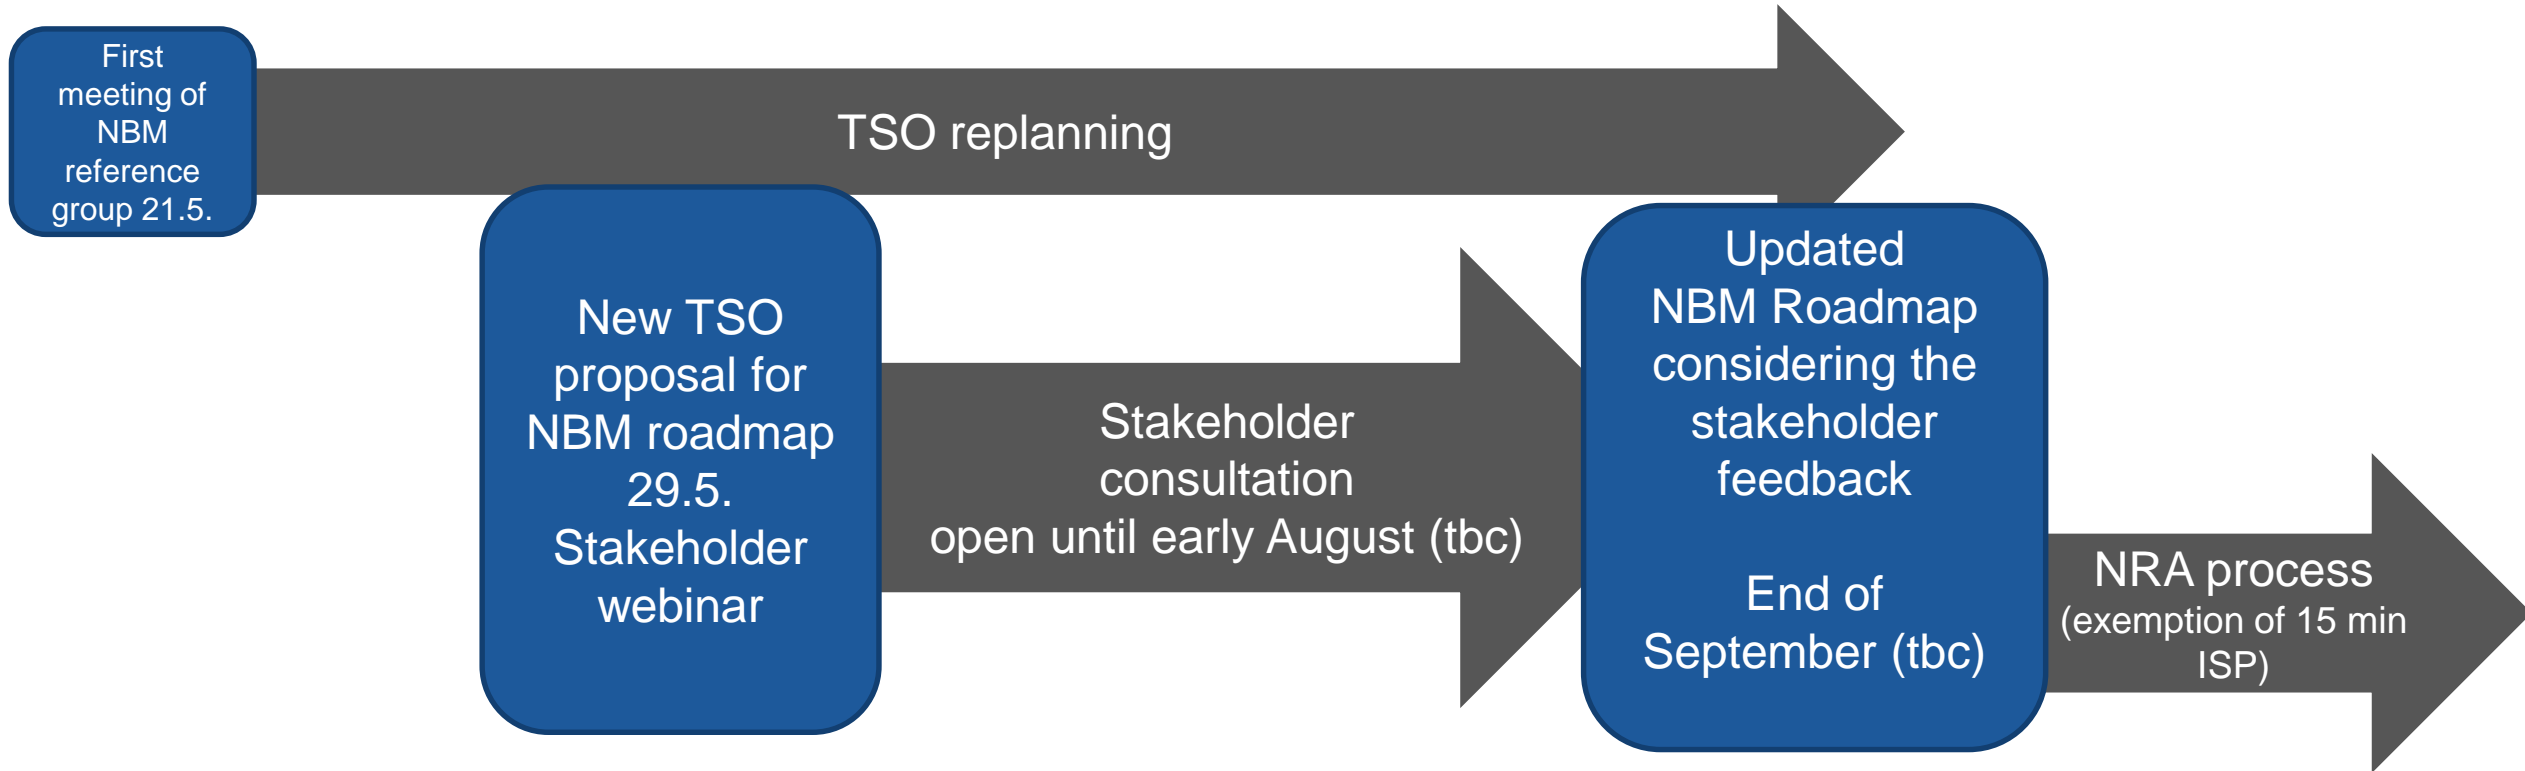 First
meeting of
NBM
reference
group 21.5.
TSO replanning
New TSO
proposal for
NBM roadmap
29.5.
Stakeholder
webinar
Stakeholder
consultation
open until early August (tbc)
Updated
NBM Roadmap
considering the
stakeholder
feedback
End of
September (tbc)
NRA process
(exemption of 15 min
ISP)